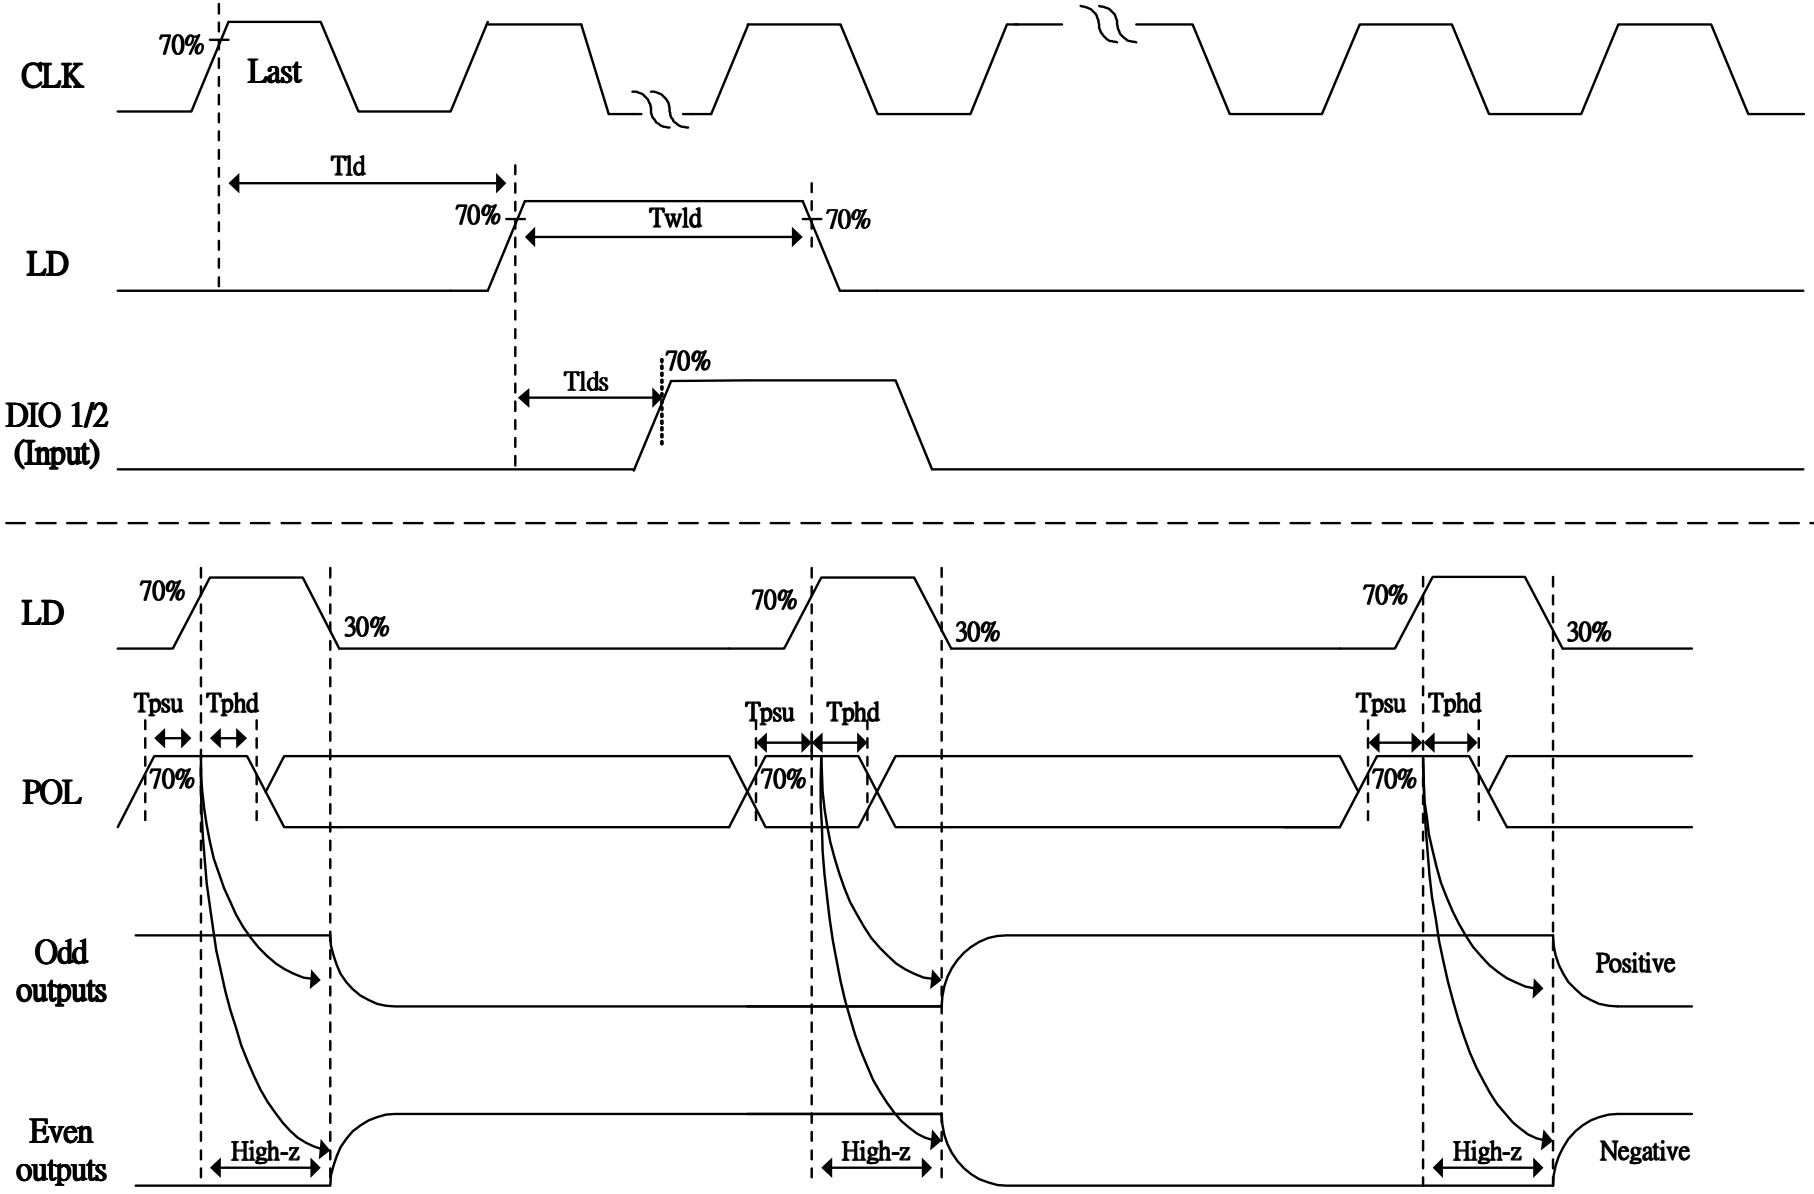 70%
CLK
Last
Tld
70%
Twld
70%
LD
70%
Tlds
DIO 1/2
(Input)
70%
70%
70%
LD
30%
30%
30%
Tpsu
Tphd
Tpsu
Tphd
Tpsu
Tphd
POL
70%
70%
70%
Odd
outputs
Positive
Even
outputs
High-z
High-z
High-z
Negative